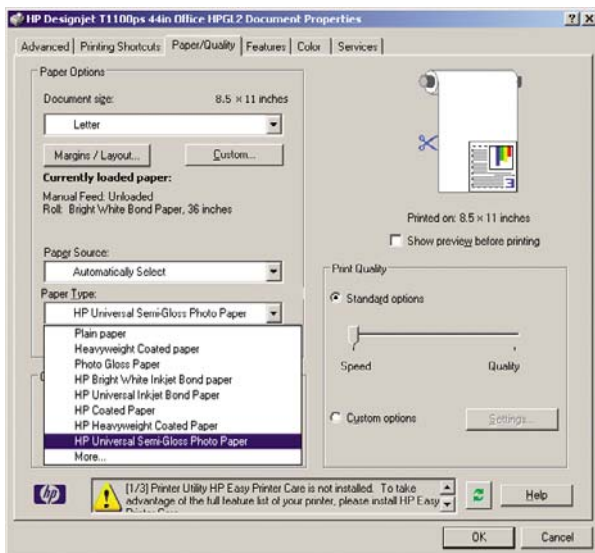 HP Designjet T1100ps 44in Office HPGL2 Document Properties
Advanced
Printing Shortcuts
Paper/Quality
Features
Color
Services
Paper Options
Document size:
8.5 × 11 inches
Letter
Margins / Layout...
Custom...
Currently loaded paper:
Manual Feed: Unloaded
Roll: Bright White Bond Paper, 36 inches
Paper Source:
Automatically Select
Paper Type:
HP Universal Semi-Gloss Photo Paper
Plain paper
Heavyweight Coated paper
Photo Gloss Paper
HP Bright White Inkjet Bond paper
HP Universal Inkjet Bond Paper
HP Coated Paper
HP Heavyweight Coated Paper
HP Universal Semi-Gloss Photo Paper
More...
Printed on: 8.5 × 11 inches
Show preview before printing
Print Quality
Standard options
Speed
Quality
Custom options
Settings...
hp
[1/3] Printer Utility HP Easy Printer Care is not installed. To take
advantage of the full feature list of your printer, please install HP Easy
Help
OK
Cancel